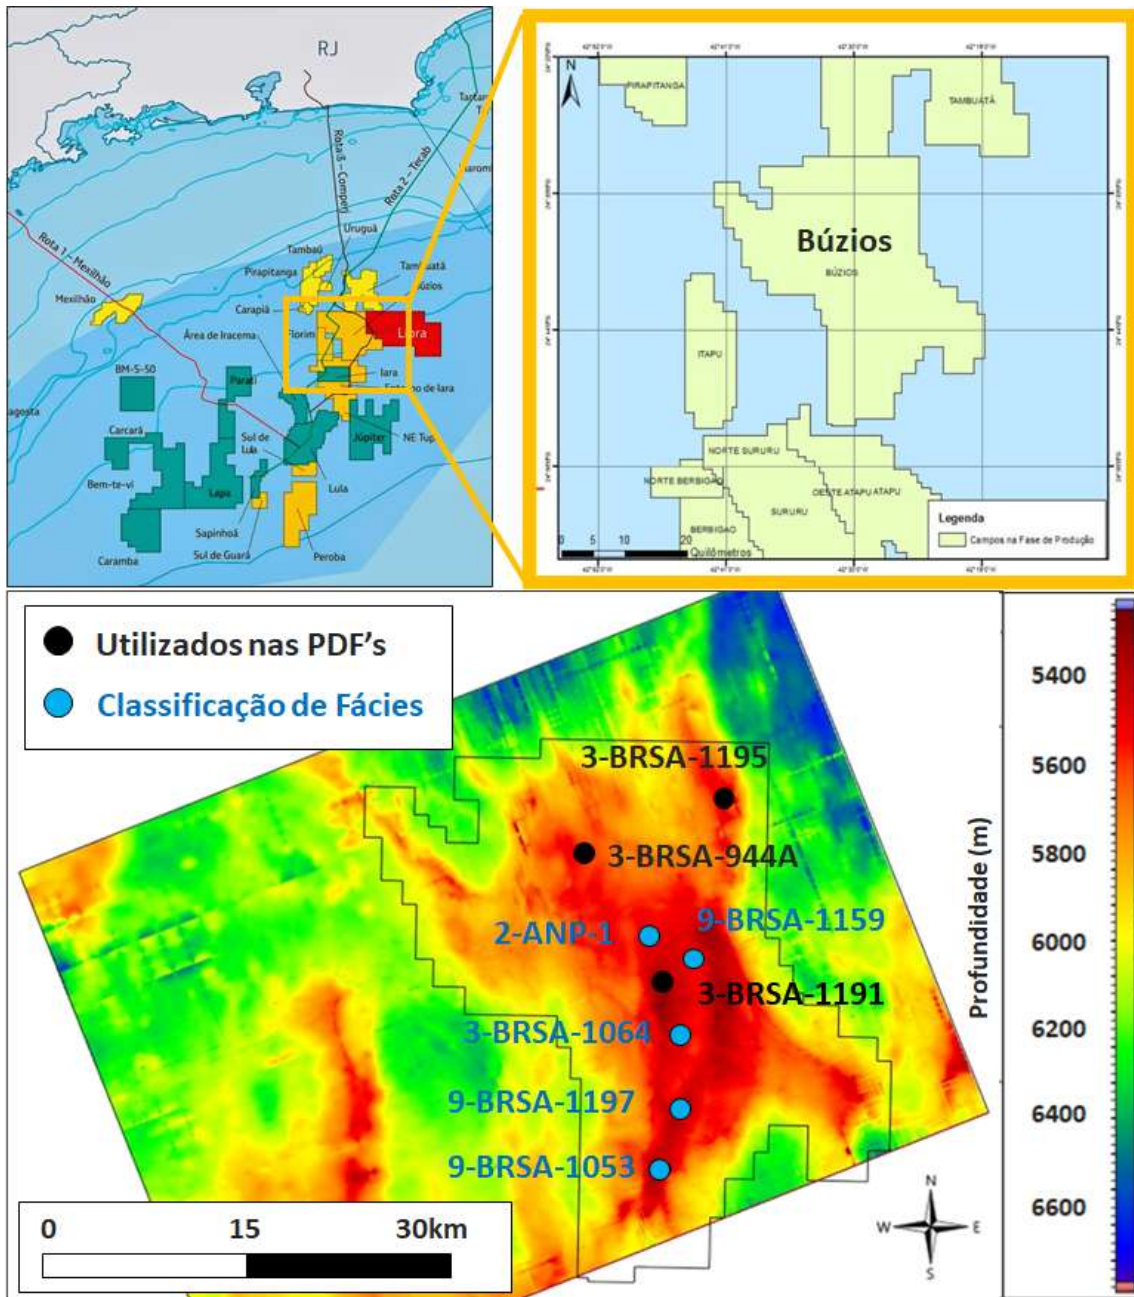 RJ
Rota 3 – Comperj
Rota 2 – Tecab
Uruguá
Tambaú
Pirapitanga
Tambuatá
Búzios
Rota 1 – Mexilhão
Mexilhão
Carapiá
Florim
Libra
Área de Iracema
BM-S-50
Parati
Iara
Entorno de Iara
Carcará
Sul de
Lula
Júpiter
NE Tupi
Bem-te-vi
Lapa
Lula
Sapinhoá
Sul de Guará
Peroba
Caramba
N
PIRAPITANGA
TAMBUATÁ
Búzios
BÚZIOS
ITAPU
NORTE SURURU
NORTE BERBIGÃO
OESTE ATAPU
ATAPU
SURURU
BERBIGÃO
Legenda
Campos na Fase de Produção
0 5 10 20
Quilômetros
Utilizados nas PDF's
Classificação de Fácies
3-BRSA-1195
3-BRSA-944A
2-ANP-1
9-BRSA-1159
3-BRSA-1191
3-BRSA-1064
9-BRSA-1197
9-BRSA-1053
0 15 30km
N
W E
S
Profundidade (m)
5400
5600
5800
6000
6200
6400
6600